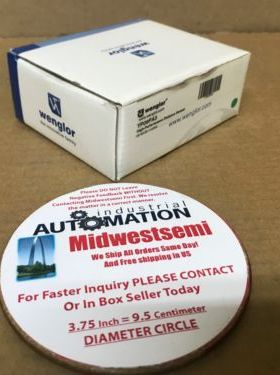 wenglor
wenglor
wenglor
YP05PA3
wenglor.com
Please DO NOT Leave
Negative Feedback WITHOUT
Contacting Midwestsemi First. We resolve
the matter in a correct manner.
industrial
AUTOMATION
Midwestsemi
We Ship All Orders Same Day!
And Free shipping in US
For Faster Inquiry PLEASE CONTACT
Or In Box Seller Today
3.75 Inch = 9.5 Centimeter
DIAMETER CIRCLE